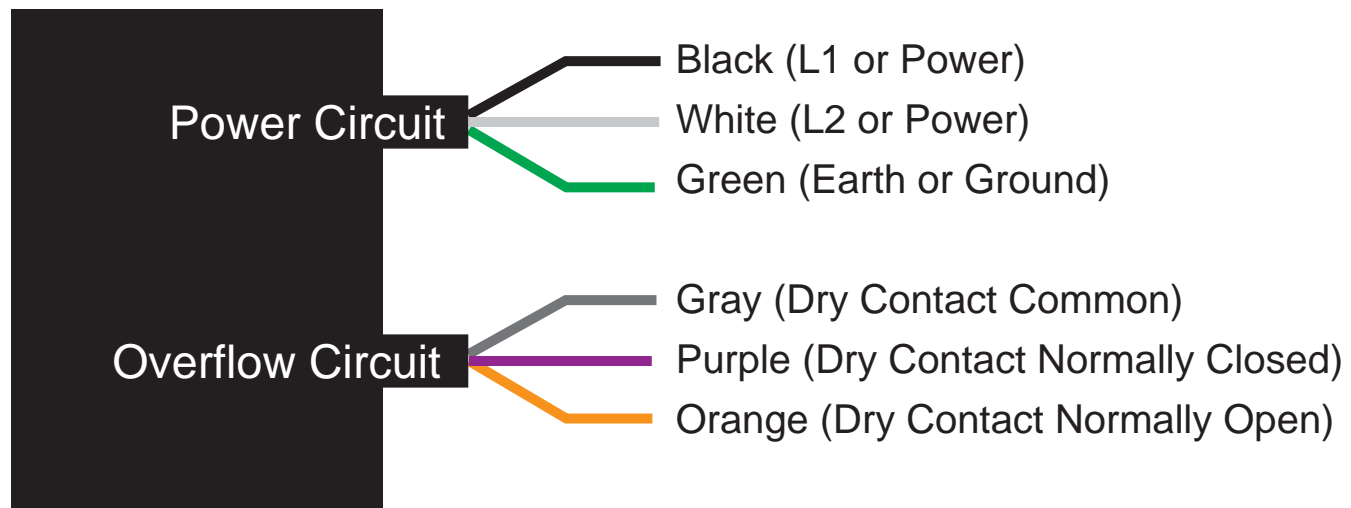 Power Circuit
Black (L1 or Power)
White (L2 or Power)
Green (Earth or Ground)
Overflow Circuit
Gray (Dry Contact Common)
Purple (Dry Contact Normally Closed)
Orange (Dry Contact Normally Open)